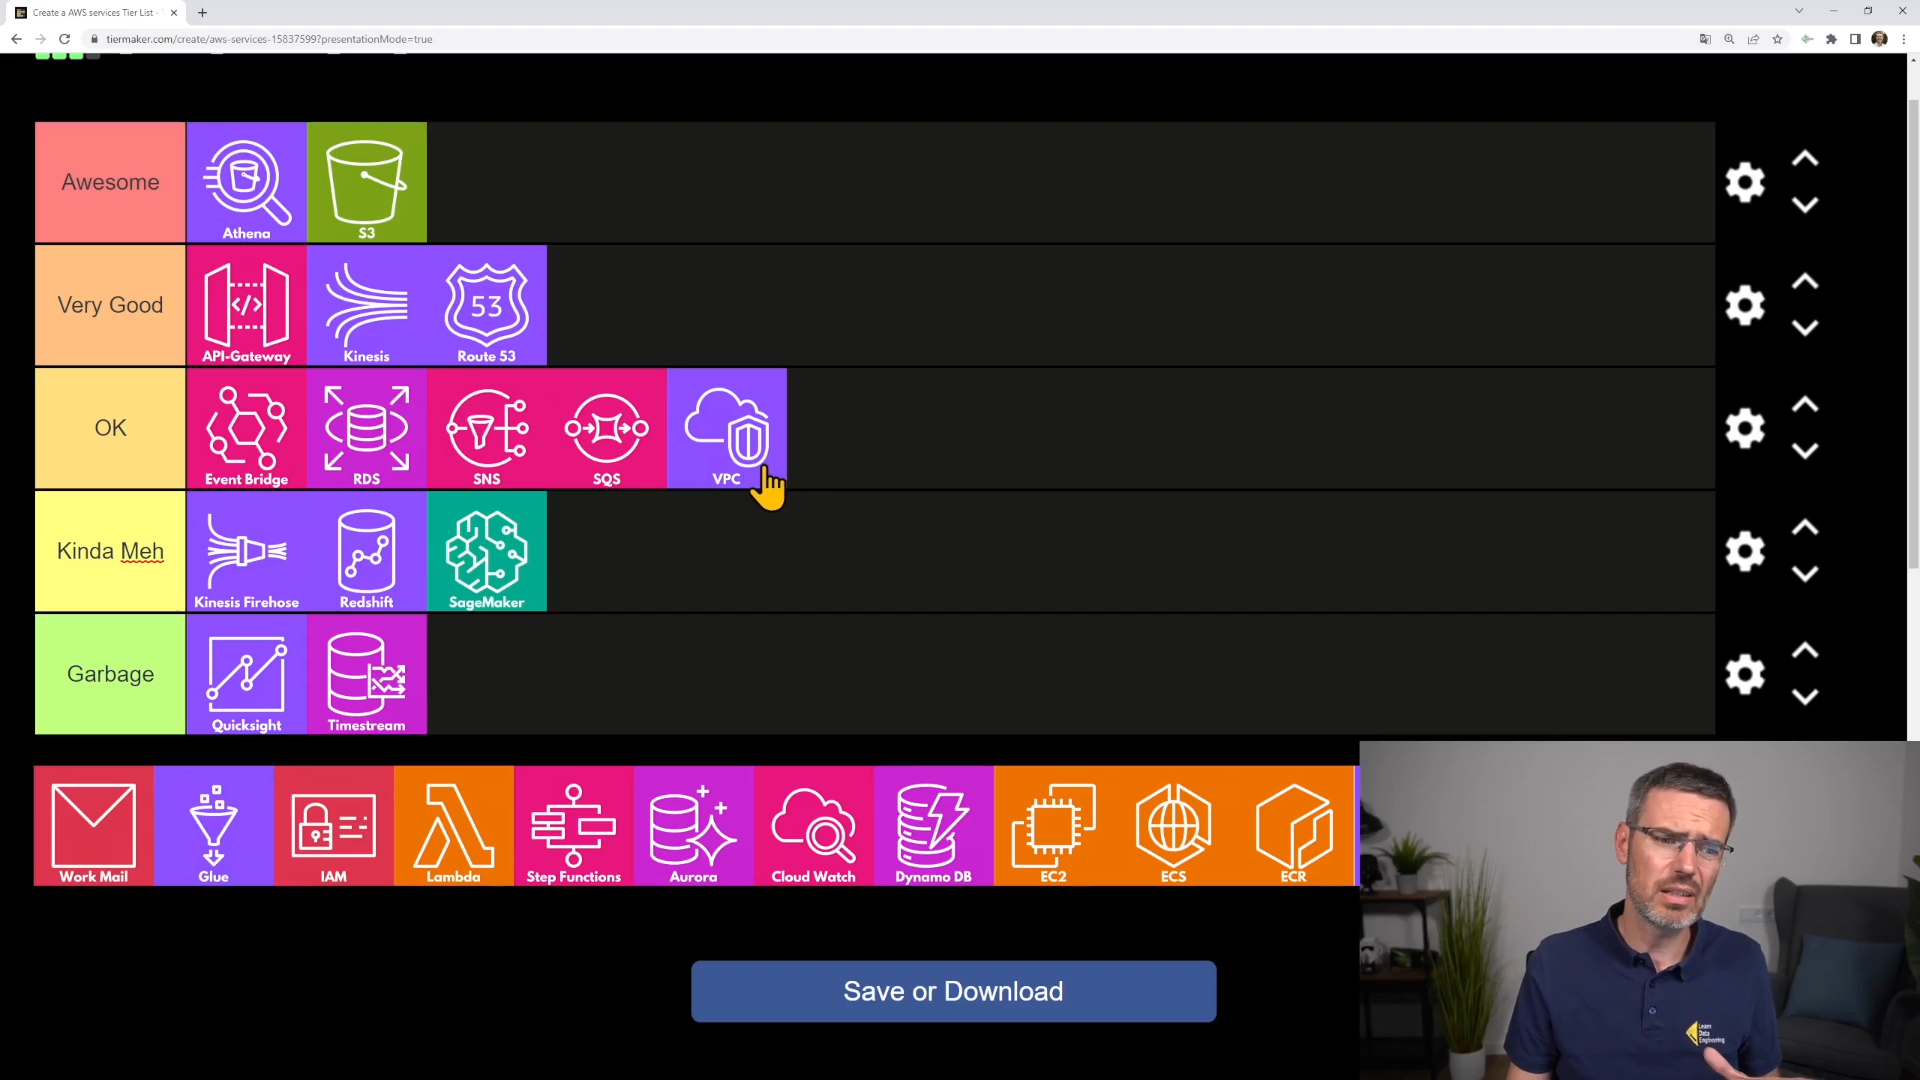 Create a AWS services Tier List -
tiermaker.com/create/aws-services-15837599?presentationMode=true
Awesome
Athena
S3
Very Good
API-Gateway
Kinesis
53
Route 53
OK
Event Bridge
RDS
SNS
SQS
VPC
Kinda Meh
Kinesis Firehose
Redshift
SageMaker
Garbage
Quicksight
Timestream
Work Mail
Glue
IAM
Lambda
Step Functions
Aurora
Cloud Watch
Dynamo DB
EC2
ECS
ECR
Save or Download
Learn
Data
Engineering